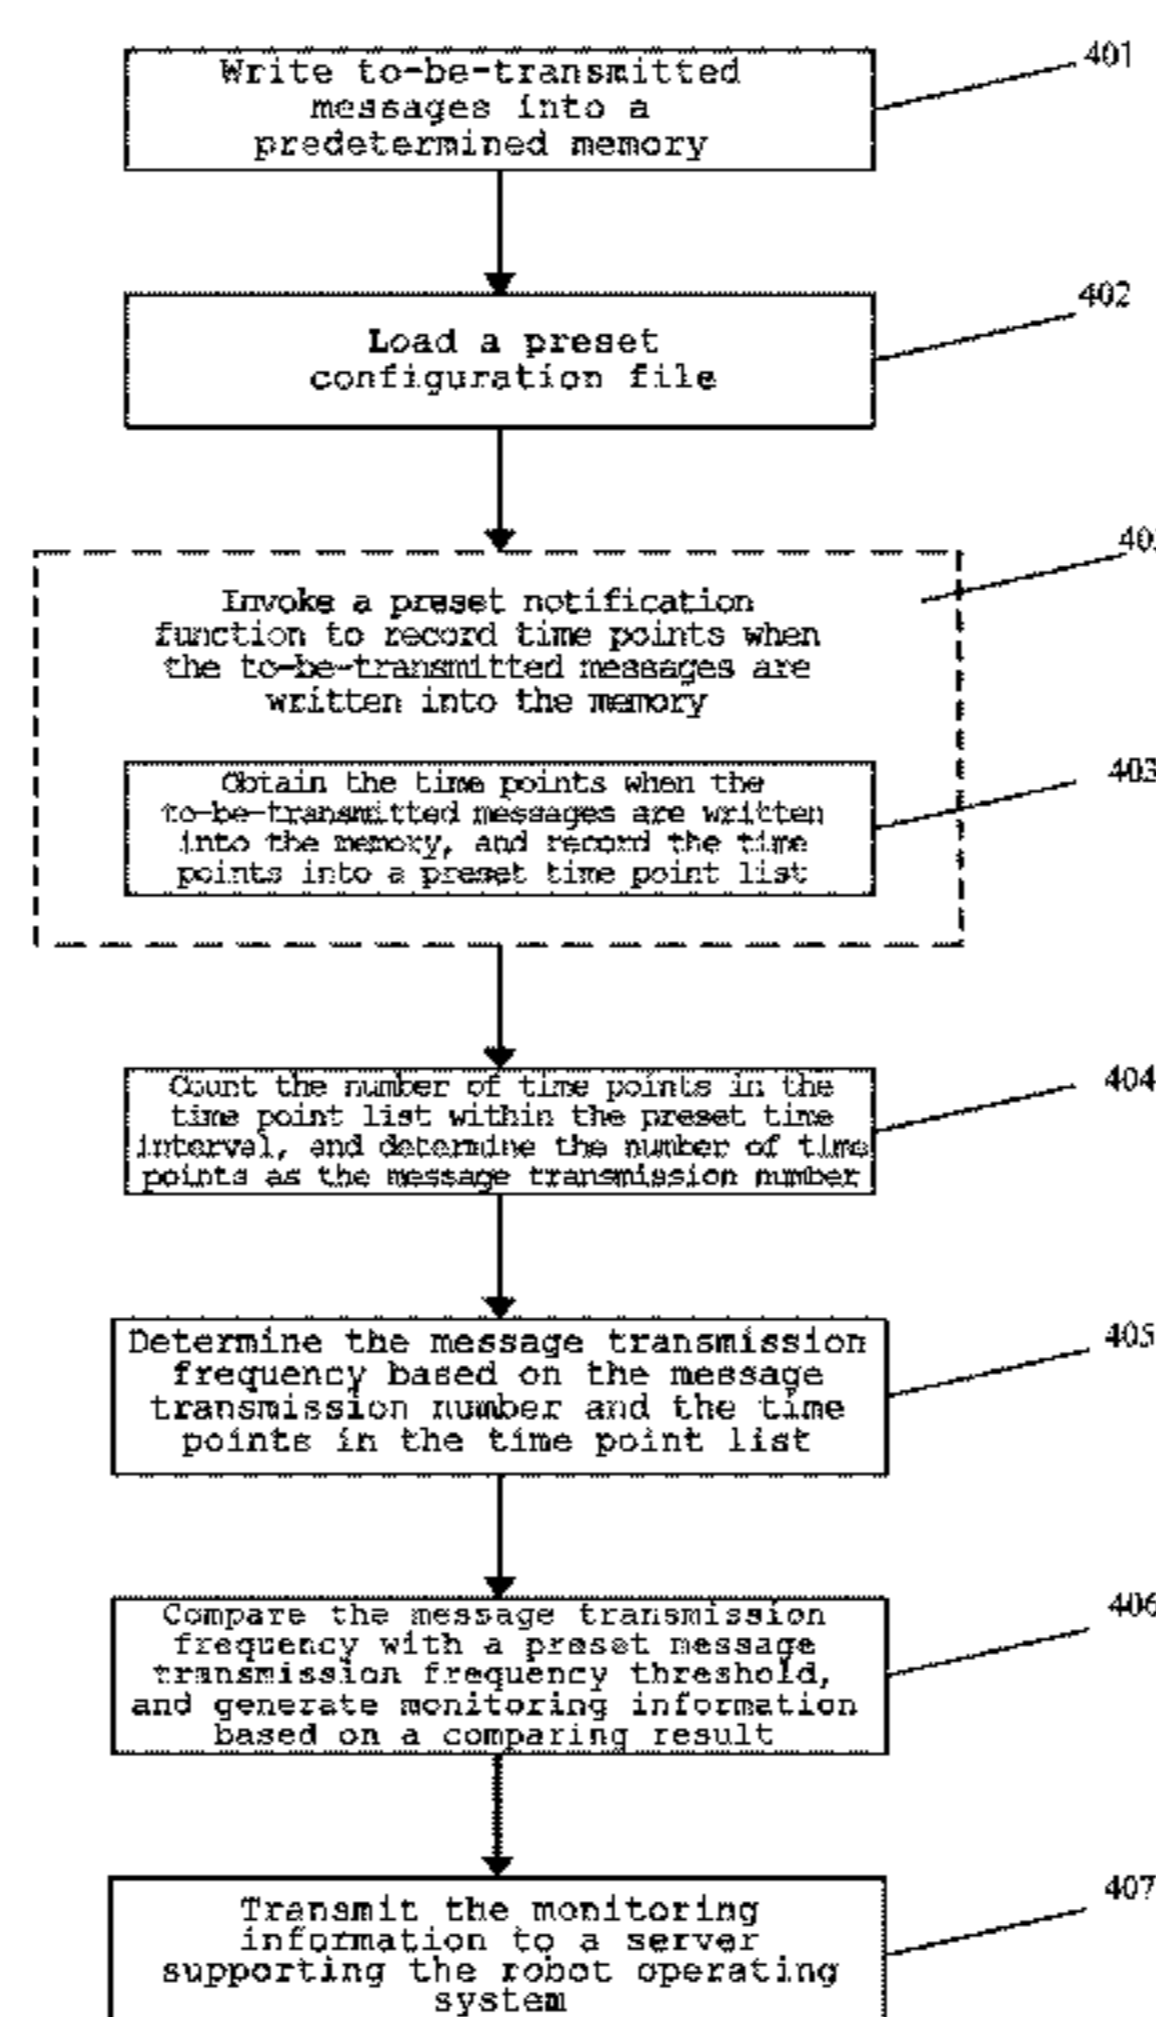 Write to-be-transmitted
messages into a
predetermined memory
401
Load a preset
configuration file
402
Invoke a preset notification
function to record time points when
the to-be-transmitted messages are
written into the memory
Obtain the time points when the
to-be-transmitted messages are written
into the memory, and record the time
points into a preset time point list
403
Count the number of time points in the
time point list within the preset time
interval, and determine the number of time
points as the message transmission number
404
Determine the message transmission
frequency based on the message
transmission number and the time
points in the time point list
405
Compare the message transmission
frequency with a preset message
transmission frequency threshold,
and generate monitoring information
based on a comparing result
406
Transmit the monitoring
information to a server
supporting the robot operating
system
407